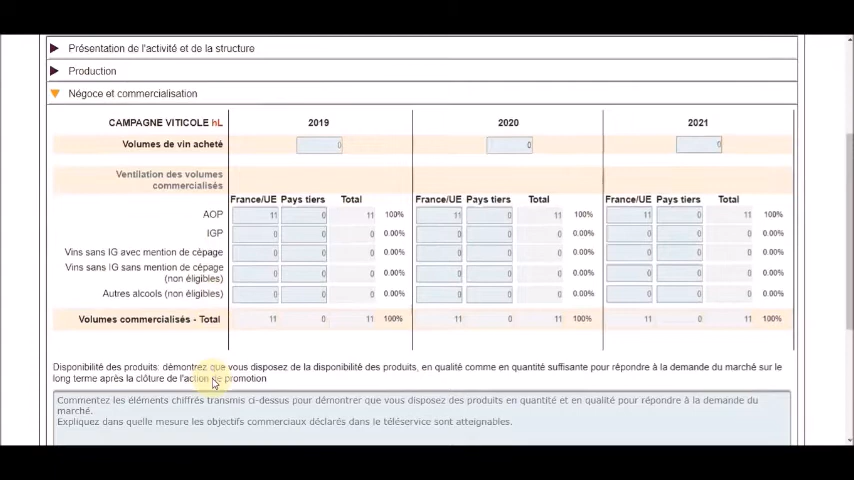 Présentation de l'activité et de la structure
Production
Négoce et commercialisation
CAMPAGNE VITICOLE hL 2019 2020 2021
Volumes de vin acheté 0 0 0
Ventilation des volumes
commercialisés
France/UE Pays tiers Total France/UE Pays tiers Total France/UE Pays tiers Total
AOP 11 0 11 100% 11 0 11 100% 11 0 11 100%
IGP 0 0 0 0.00% 0 0 0 0.00% 0 0 0 0.00%
Vins sans IG avec mention de cépage 0 0 0 0.00% 0 0 0 0.00% 0 0 0 0.00%
Vins sans IG sans mention de cépage
(non éligibles) 0 0 0 0.00% 0 0 0 0.00% 0 0 0 0.00%
Autres alcools (non éligibles) 0 0 0 0.00% 0 0 0 0.00% 0 0 0 0.00%
Volumes commercialisés - Total 11 0 11 100% 11 0 11 100% 11 0 11 100%
Disponibilité des produits: démontrez que vous disposez de la disponibilité des produits, en qualité comme en quantité suffisante pour répondre à la demande du marché sur le
long terme après la clôture de l'action de promotion
Commentez les éléments chiffrés transmis ci-dessus pour démontrer que vous disposez des produits en quantité et en qualité pour répondre à la demande du
marché.
Expliquez dans quelle mesure les objectifs commerciaux déclarés dans le téléservice sont atteignables.